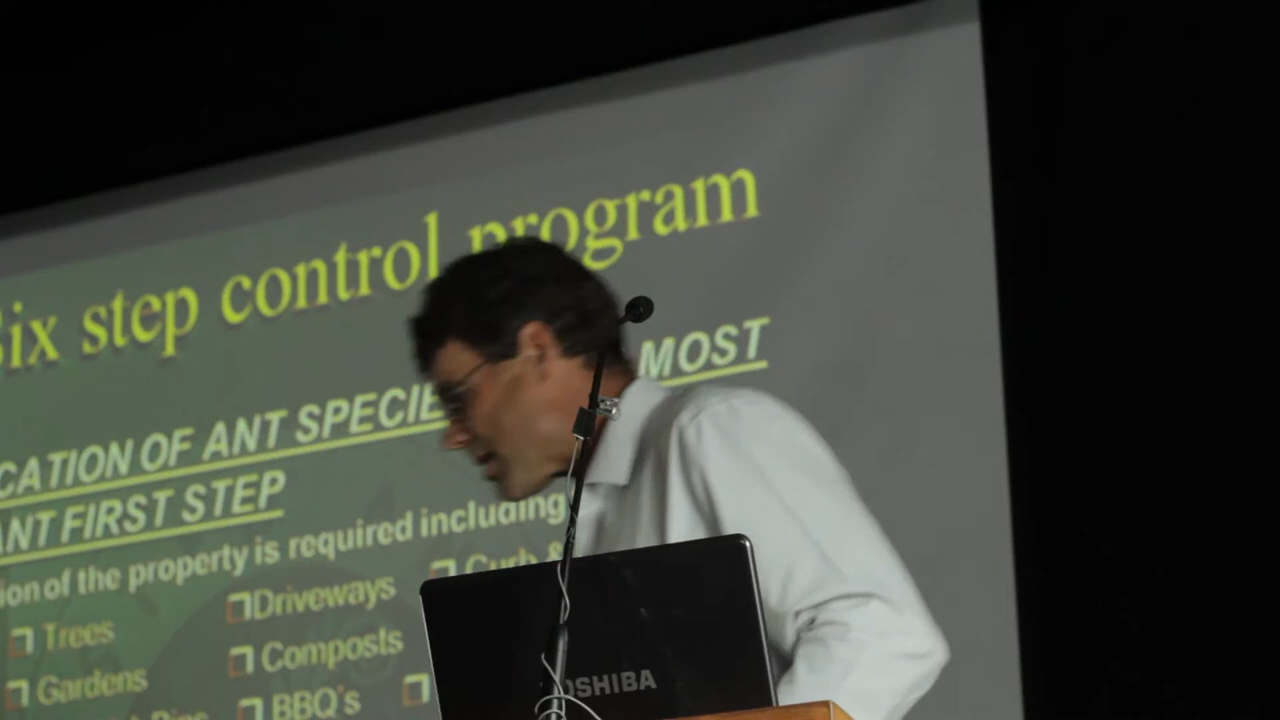 Six step control program
CATION OF ANT SPECIE MOST
ANT FIRST STEP
ion of the property is required including
Driveways Curb &
Trees
Composts
Gardens
BBQ's
OSHIBA